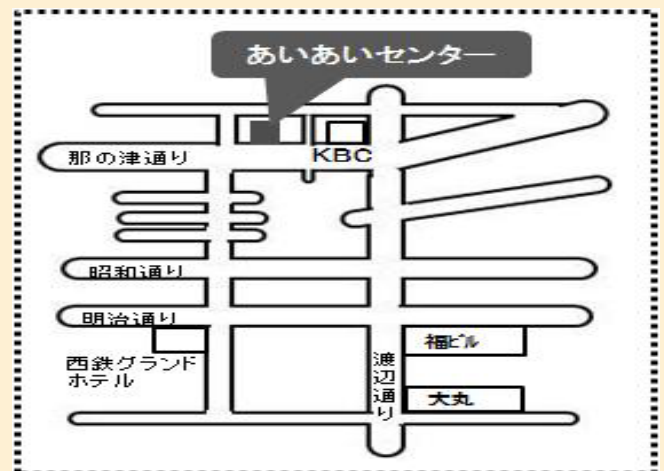 あいあいセンター
那の津通り
KBC
昭和通り
明治通り
西鉄グランド
ホテル
渡辺通り
福ビル
大丸